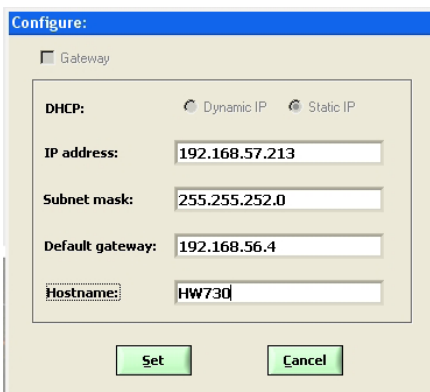 Configure:
Gateway
DHCP: Dynamic IP Static IP
IP address: 192.168.57.213
Subnet mask: 255.255.252.0
Default gateway: 192.168.56.4
Hostname: HW730
Set Cancel